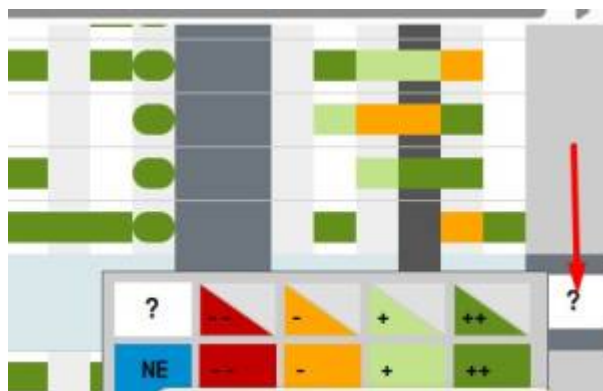 ? -- - + ++ ?
NE -- - + ++